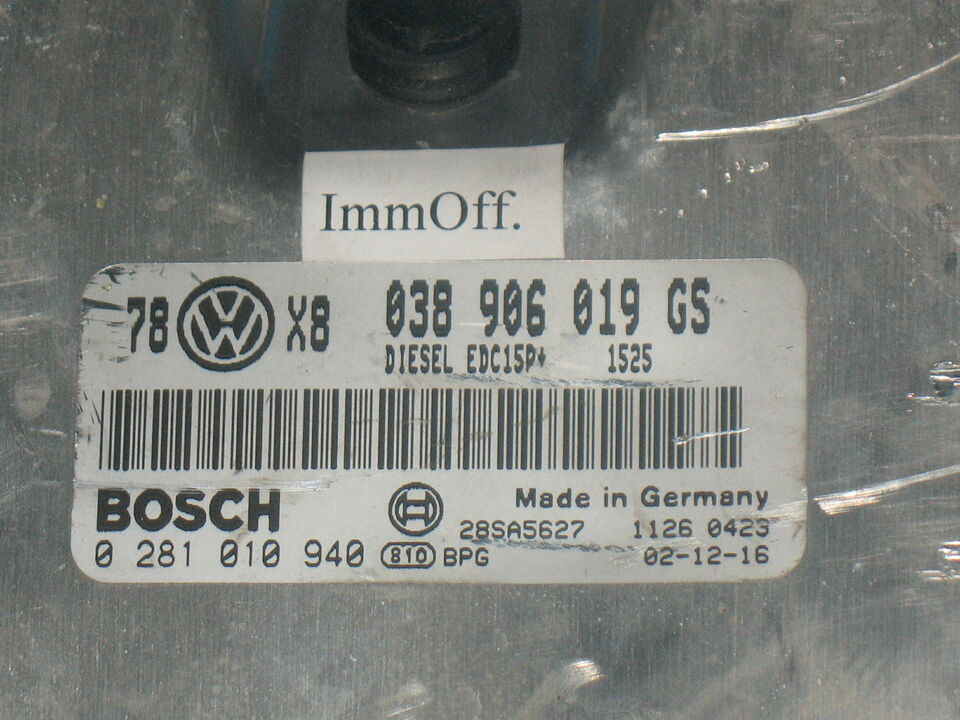 ImmOff.
78 VW X8 038 906 019 GS
DIESEL EDC15P+ 1525
BOSCH Made in Germany
28SA5627 1126 0423
0 281 010 940 810 BPG 02-12-16